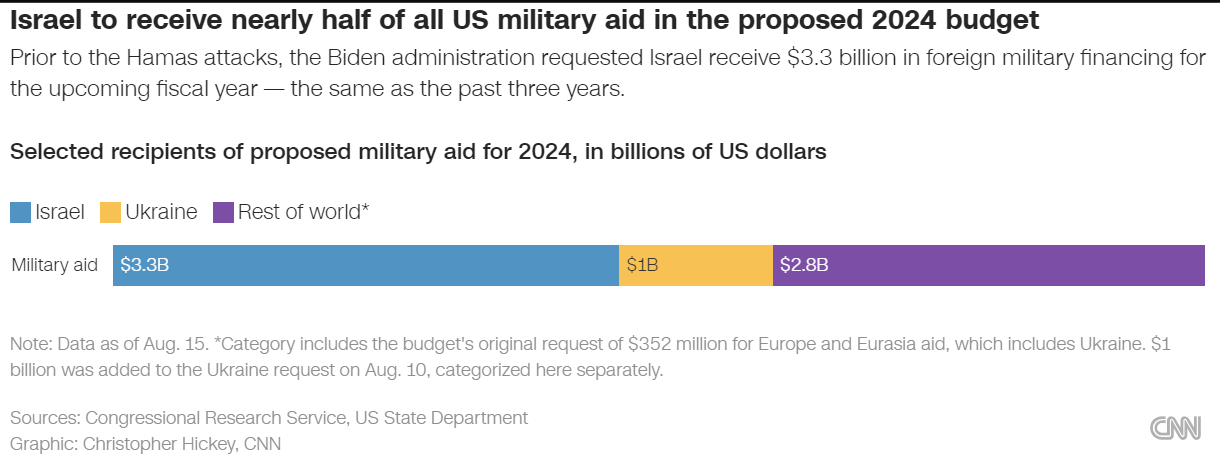 Israel to receive nearly half of all US military aid in the proposed 2024 budget
Prior to the Hamas attacks, the Biden administration requested Israel receive $3.3 billion in foreign military financing for
the upcoming fiscal year — the same as the past three years.
Selected recipients of proposed military aid for 2024, in billions of US dollars
Israel Ukraine Rest of world*
Military aid $3.3B $1B $2.8B
Note: Data as of Aug. 15. *Category includes the budget's original request of $352 million for Europe and Eurasia aid, which includes Ukraine. $1
billion was added to the Ukraine request on Aug. 10, categorized here separately.
Sources: Congressional Research Service, US State Department
Graphic: Christopher Hickey, CNN
CNN